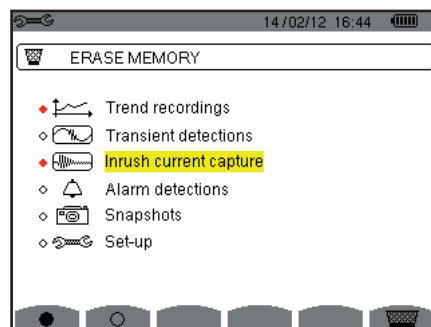 14/02/12 16:44
ERASE MEMORY
Trend recordings
Transient detections
Inrush current capture
Alarm detections
Snapshots
Set-up